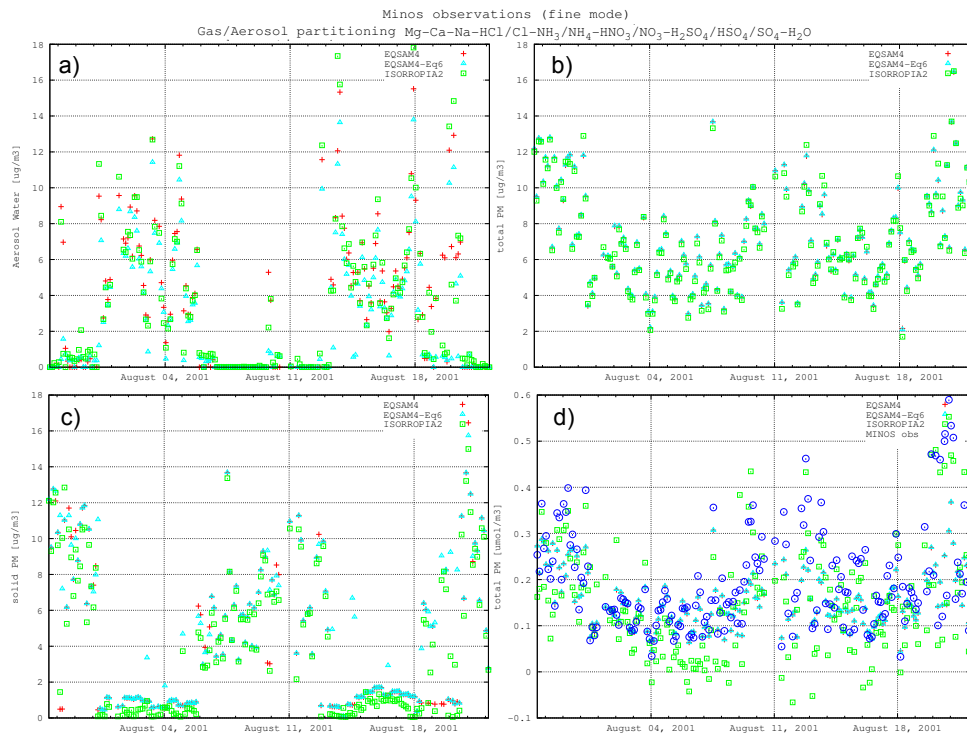 Minos observations (fine mode)
Gas/Aerosol partitioning Mg-Ca-Na-HCl/Cl-NH3/NH4-HNO3/NO3-H2SO4/HSO4/SO4-H2O
a)
EQSAM4
EQSAM4-Eq6
ISORROPIA2
18
16
14
12
10
8
6
4
2
0
Aerosol Water [ug/m3]
August 04, 2001
August 11, 2001
August 18, 2001
b)
EQSAM4
EQSAM4-Eq6
ISORROPIA2
18
16
14
12
10
8
6
4
2
0
total PM [ug/m3]
August 04, 2001
August 11, 2001
August 18, 2001
c)
EQSAM4
EQSAM4-Eq6
ISORROPIA2
18
16
14
12
10
8
6
4
2
0
solid PM [ug/m3]
August 04, 2001
August 11, 2001
August 18, 2001
d)
EQSAM4
EQSAM4-Eq6
ISORROPIA2
MINOS obs
0.6
0.5
0.4
0.3
0.2
0.1
0
-0.1
total PM [umol/m3]
August 04, 2001
August 11, 2001
August 18, 2001